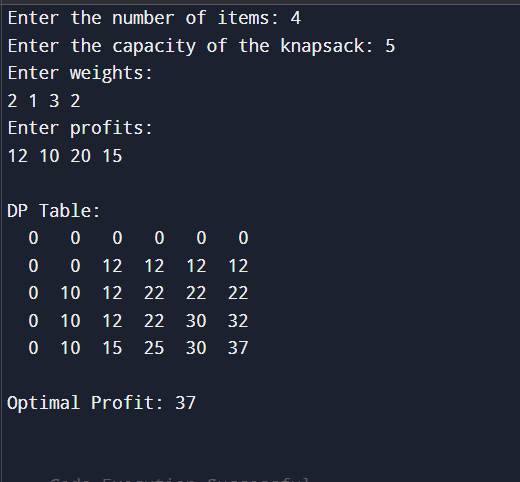 Enter the number of items: 4
Enter the capacity of the knapsack: 5
Enter weights:
2 1 3 2
Enter profits:
12 10 20 15
DP Table:
0 0 0 0 0 0
0 0 12 12 12 12
0 10 12 22 22 22
0 10 12 22 30 32
0 10 15 25 30 37
Optimal Profit: 37